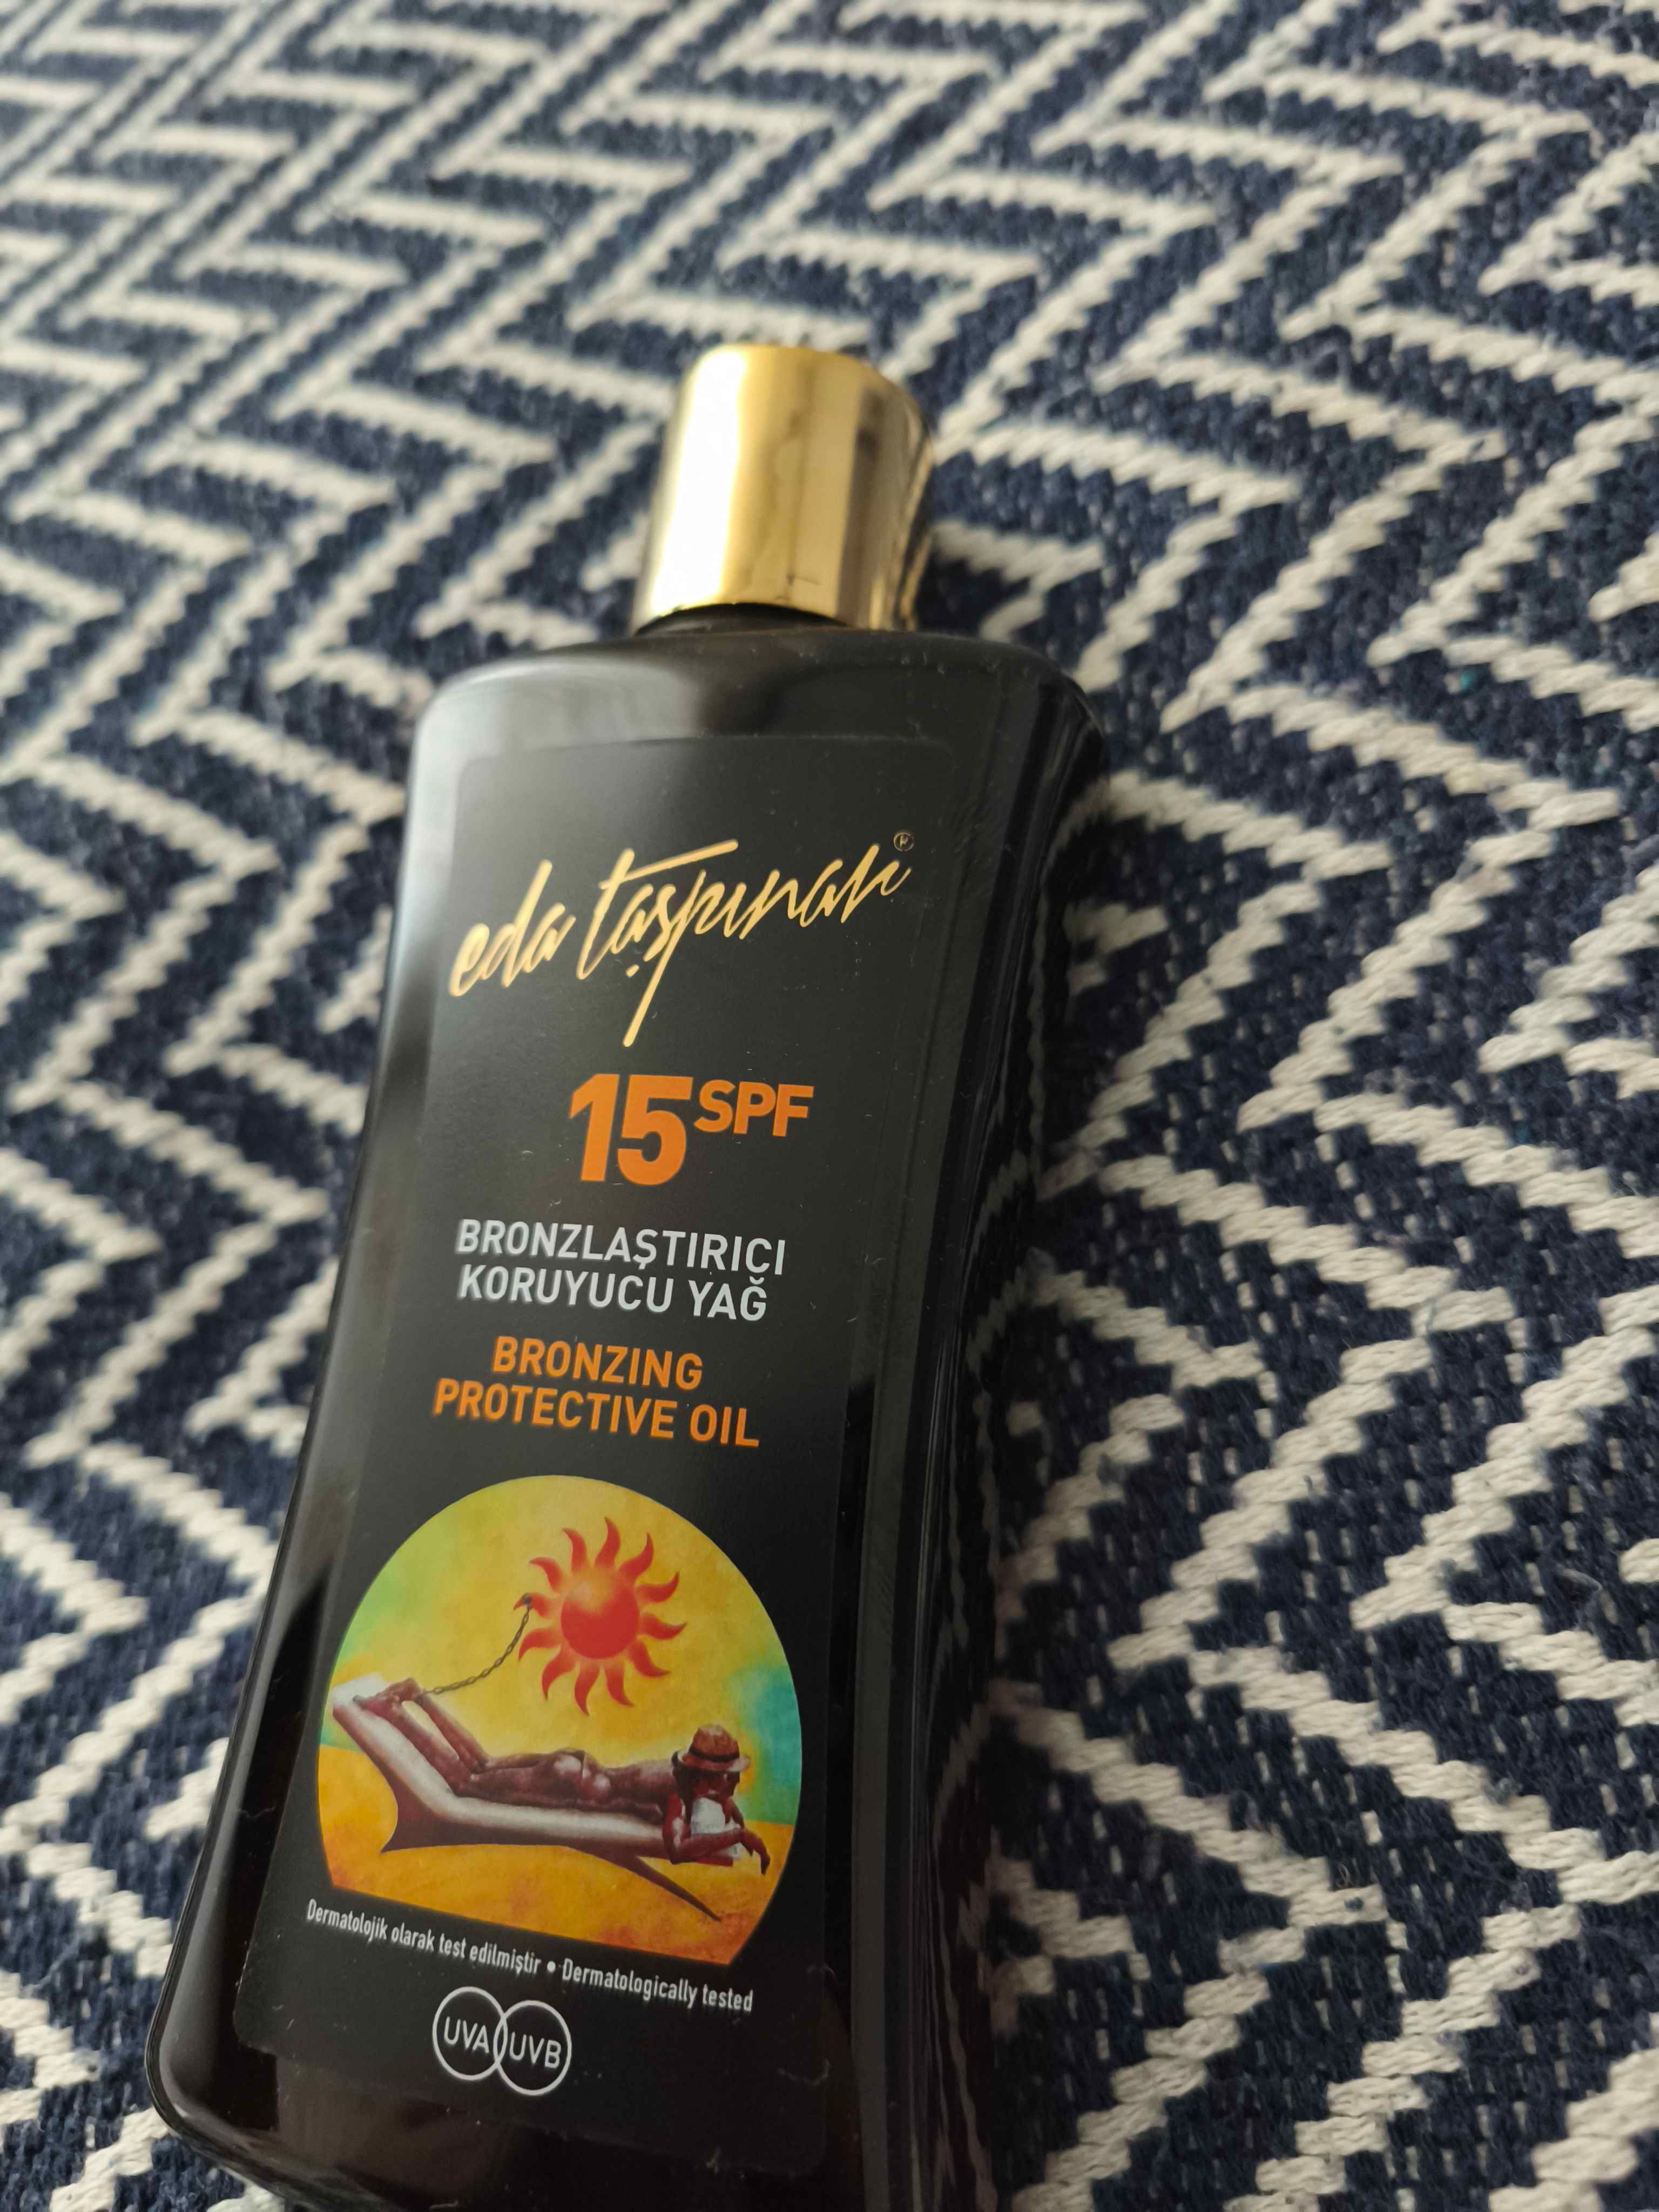 eda taşpınar®
15 SPF
BRONZLAŞTIRICI
KORUYUCU YAĞ
BRONZING
PROTECTIVE OIL
Dermatolojik olarak test edilmiştir • Dermatologically tested
UVA UVB